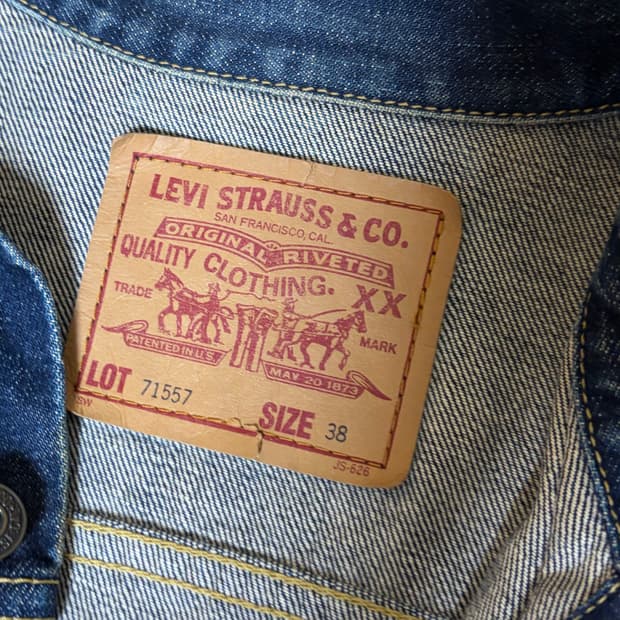 LEVI STRAUSS & CO.
SAN FRANCISCO, CAL.
ORIGINAL RIVETED
QUALITY CLOTHING.
TRADE XX MARK
PATENTED IN U.S. MAY 20 1873
LOT 71557 SIZE 38
SW JS-626